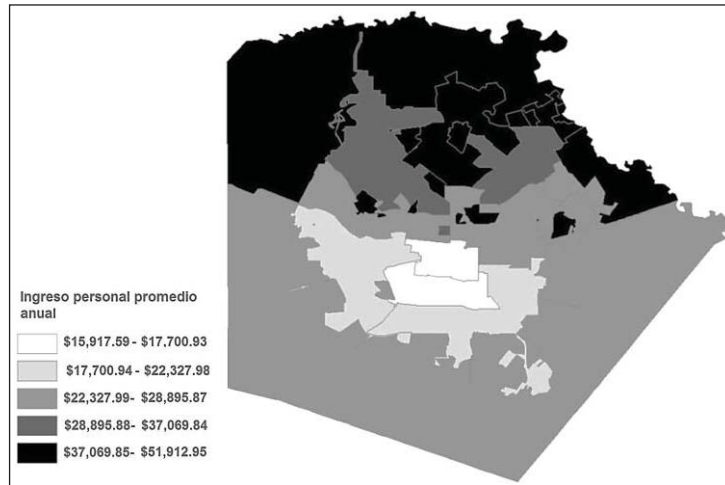 Ingreso personal promedio
anual
$15,917.59- $17,700.93
$17,700.94 - $22,327.98
$22,327.99- $28,895.87
$28,895.88- $37,069.84
$37,069.85- $51,912.95